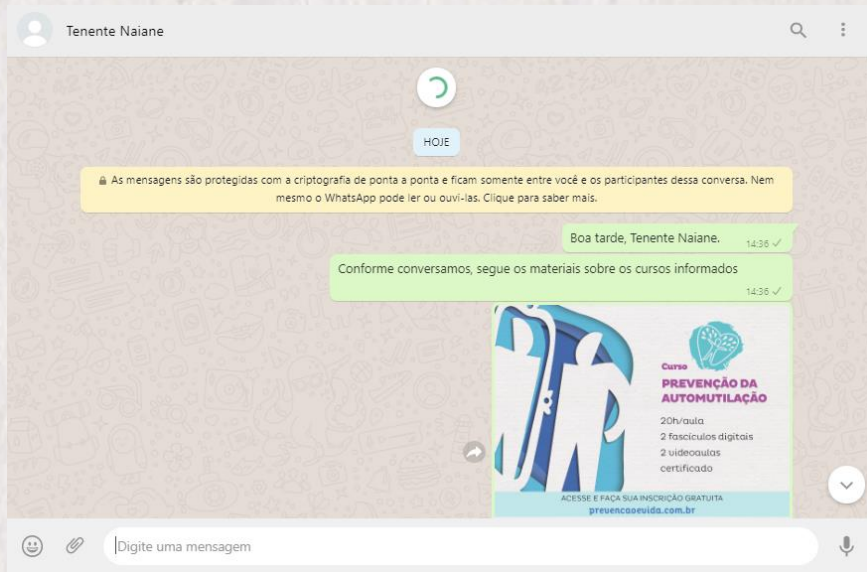 Tenente Naiane
HOJE
As mensagens são protegidas com a criptografia de ponta a ponta e ficam somente entre você e os participantes dessa conversa. Nem
mesmo o WhatsApp pode ler ou ouvi-las. Clique para saber mais.
Boa tarde, Tenente Naiane.
14:36
Conforme conversamos, segue os materiais sobre os cursos informados
14:36
Curso
PREVENÇÃO DA
AUTOMUTILAÇÃO
20h/aula
2 fascículos digitais
2 videoaulas
certificado
ACESSE E FAÇA SUA INSCRIÇÃO GRATUITA
prevencaoevida.com.br
Digite uma mensagem